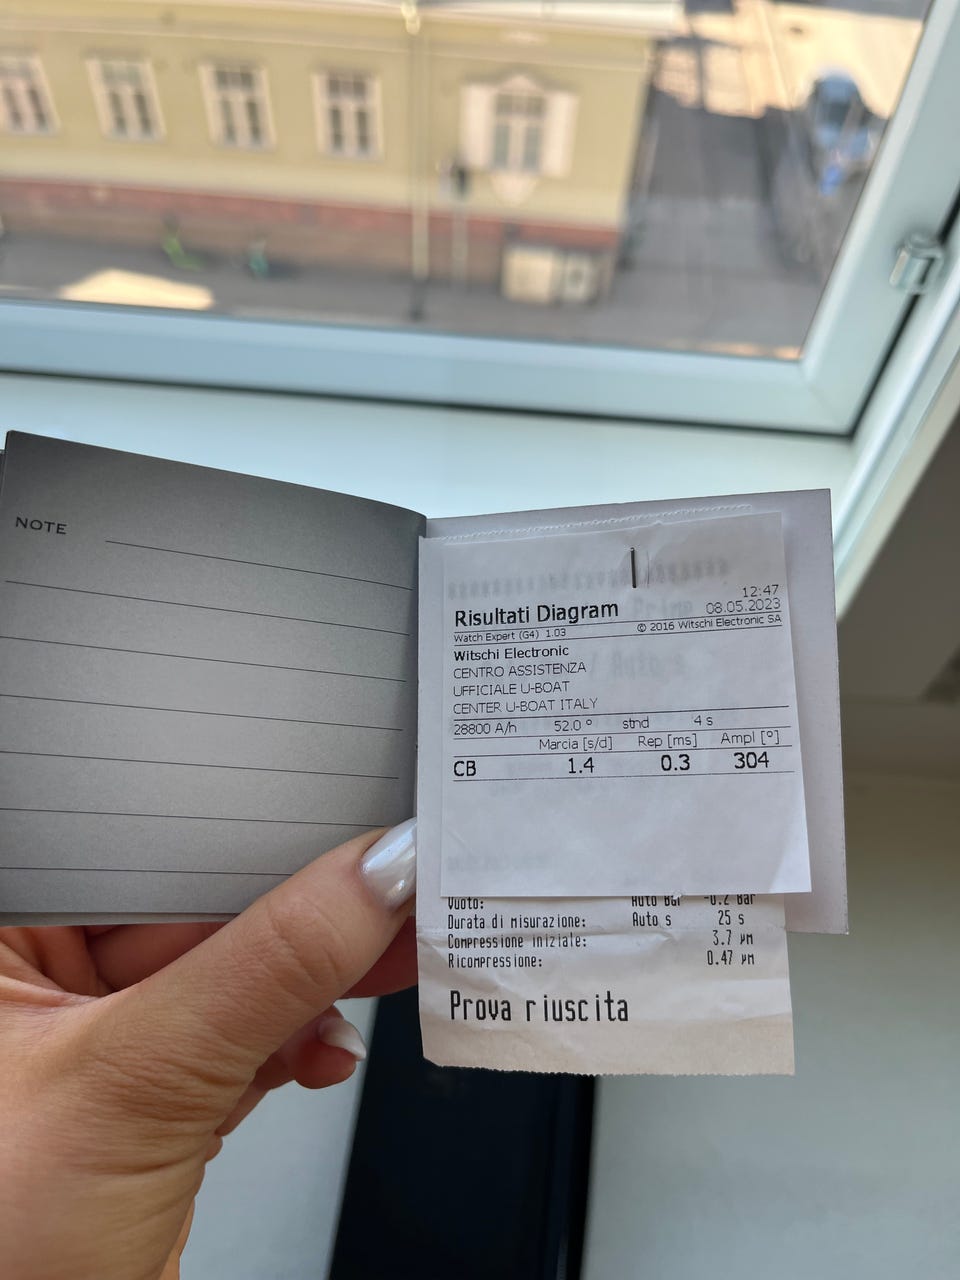 NOTE
12:47
Risultati Diagram 08.05.2023
Watch Expert (G4) 1.03 © 2016 Witschi Electronic SA
Witschi Electronic
CENTRO ASSISTENZA
UFFICIALE U-BOAT
CENTER U-BOAT ITALY
28800 A/h 52.0 ° stnd 4 s
Marcia [s/d] Rep [ms] Ampl [°]
CB 1.4 0.3 304
Vuoto: Auto Bar -0.2 Bar
Durata di misurazione: Auto s 25 s
Compressione iniziale: 3.7 µm
Ricompressione: 0.47 µm
Prova riuscita